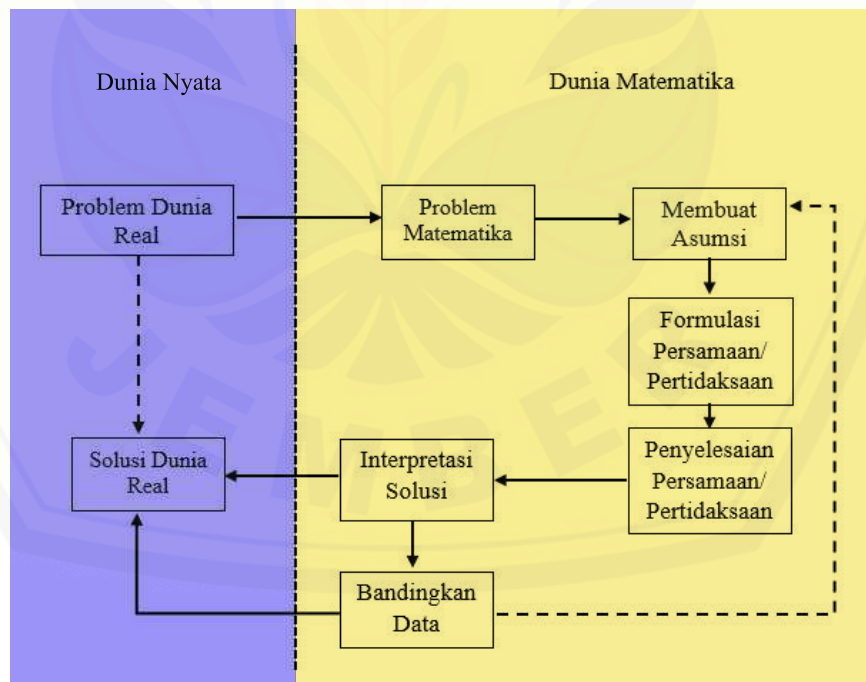 Dunia Nyata
Dunia Matematika
Problem Dunia
Real
Problem
Matematika
Membuat
Asumsi
Formulasi
Persamaan/
Pertidaksaan
Solusi Dunia
Real
Interpretasi
Solusi
Penyelesaian
Persamaan/
Pertidaksaan
Bandingkan
Data
JEMBER